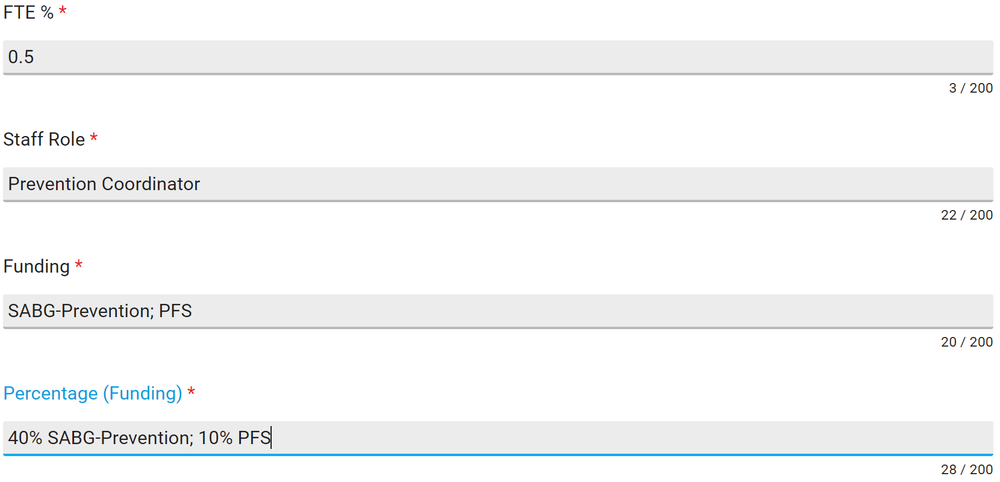 FTE % *
0.5
3 / 200
Staff Role *
Prevention Coordinator
22 / 200
Funding *
SABG-Prevention; PFS
20 / 200
Percentage (Funding) *
40% SABG-Prevention; 10% PFS
28 / 200